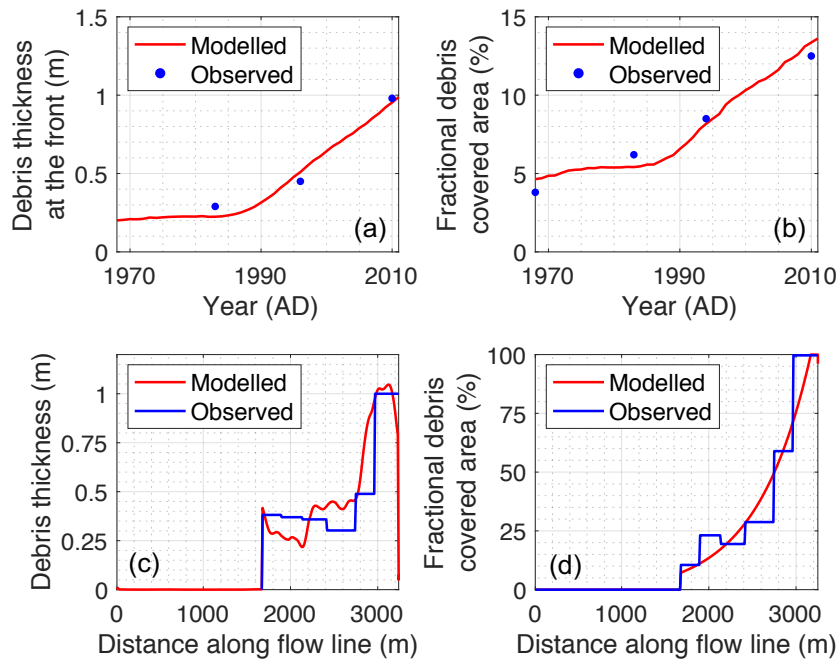 Debris thickness
at the front (m)
1.5
1
0.5
0
Modelled
Observed
(a)
1970
1990
2010
Year (AD)
Fractional debris
covered area (%)
15
10
5
0
Modelled
Observed
(b)
1970
1990
2010
Year (AD)
Debris thickness (m)
1
0.75
0.5
0.25
0
Modelled
Observed
(c)
0
1000
2000
3000
Distance along flow line (m)
Fractional debris
covered area (%)
100
75
50
25
0
Modelled
Observed
(d)
0
1000
2000
3000
Distance along flow line (m)